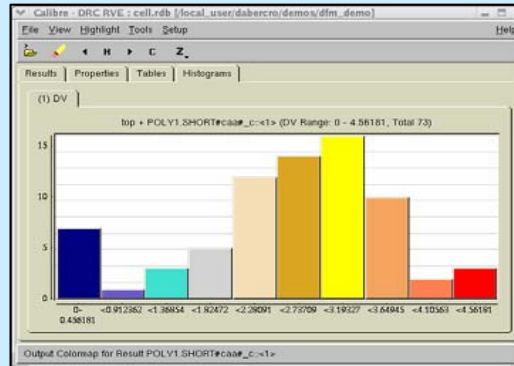 Calibre - DRC RVE : cell.rdb [/local_user/dabercro/demos/dfm_demo]
File View Highlight Tools Setup Help
H C Z
Results Properties Tables Histograms
(1) DV
top + POLY1.SHORT#caa#_c::<1> (DV Range: 0 - 4.56181, Total 73)
15
10
5
0
0- <0.912362 <1.36854 <1.82472 <2.28091 <2.73709 <3.19327 <3.64945 <4.10563 <4.56181
0.456181
Output Colormap for Result POLY1.SHORT#caa#_c::<1>